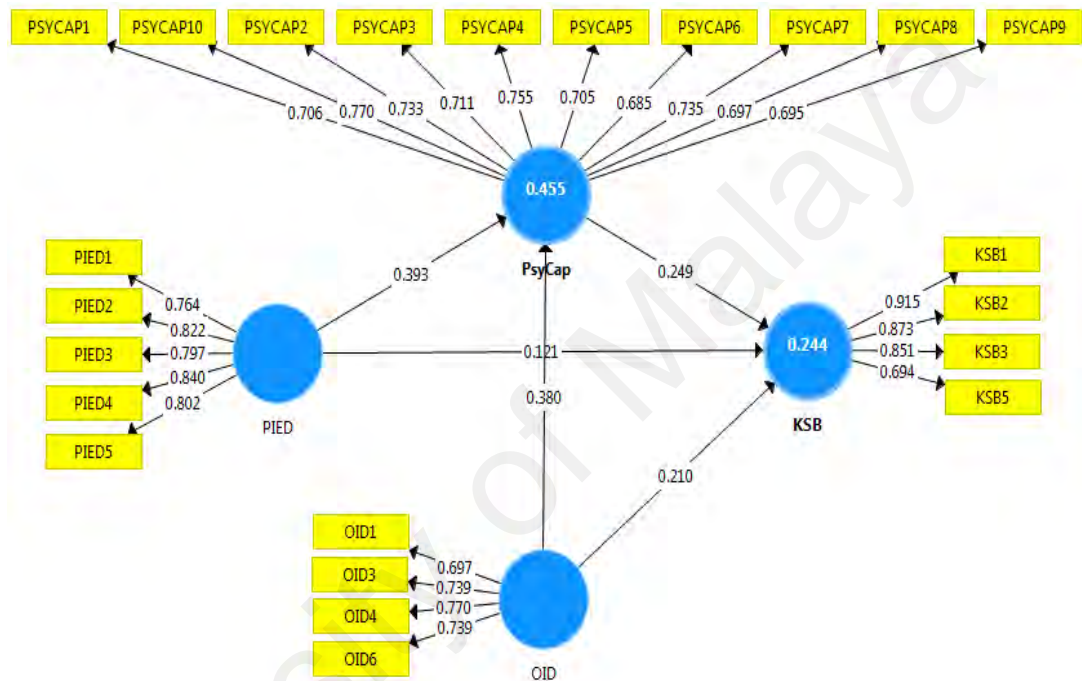 PSYCAP1 PSYCAP10 PSYCAP2 PSYCAP3 PSYCAP4 PSYCAP5 PSYCAP6 PSYCAP7 PSYCAP8 PSYCAP9
0.706 0.770 0.733 0.711 0.755 0.705 0.685 0.735 0.697 0.695
0.455
PsyCap
0.393
0.249
PIED1
PIED2
PIED3
PIED4
PIED5
0.764
0.822
0.797
0.840
0.802
PIED
0.121
0.380
0.244
KSB
0.915
0.873
0.851
0.694
KSB1
KSB2
KSB3
KSB5
0.210
OID1
OID3
OID4
OID6
0.697
0.739
0.770
0.739
OID
University of Malaya